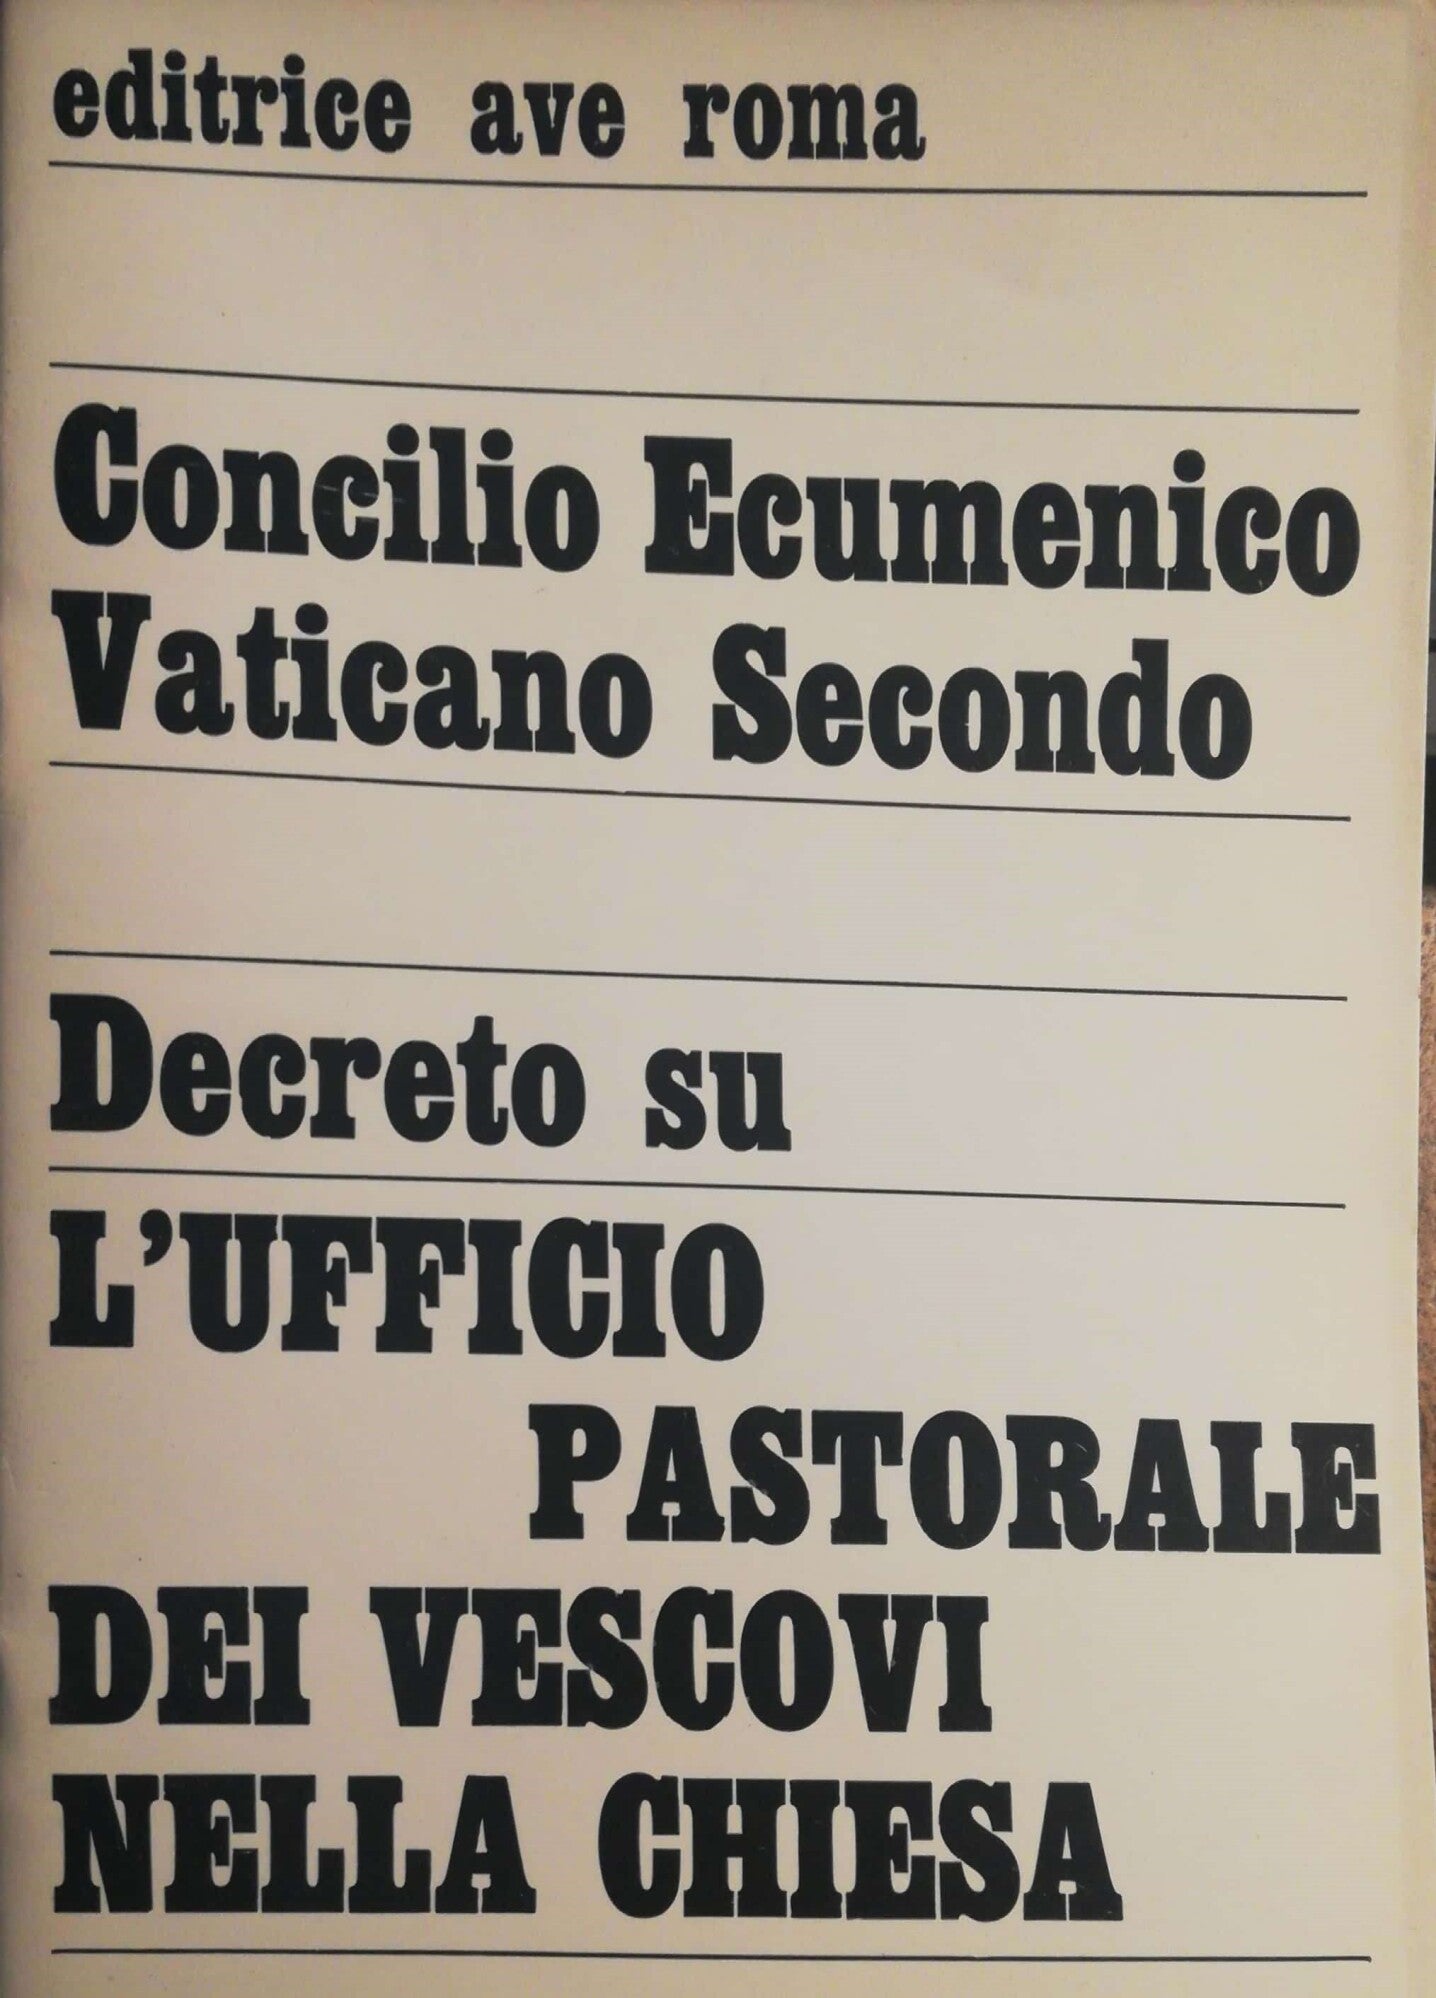 editrice ave roma
Concilio Ecumenico
Vaticano Secondo
Decreto su
L'UFFICIO
PASTORALE
DEI VESCOVI
NELLA CHIESA